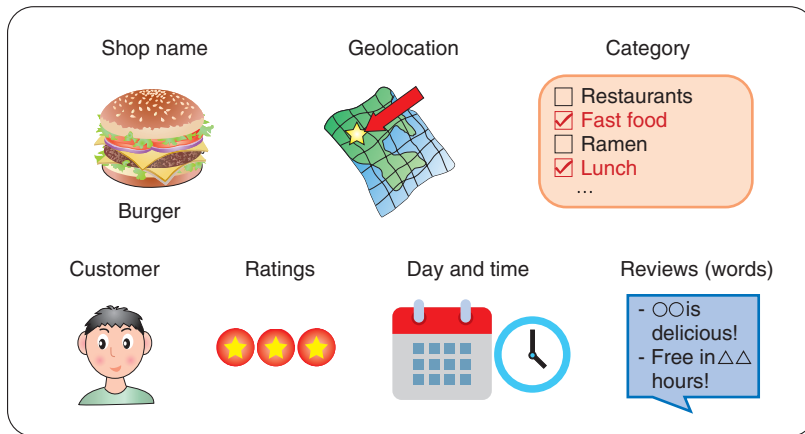 Shop name
Geolocation
Category
Restaurants
Fast food
Ramen
Lunch
...
Burger
Customer
Ratings
Day and time
Reviews (words)
- ○○is
delicious!
- Free in△△
hours!